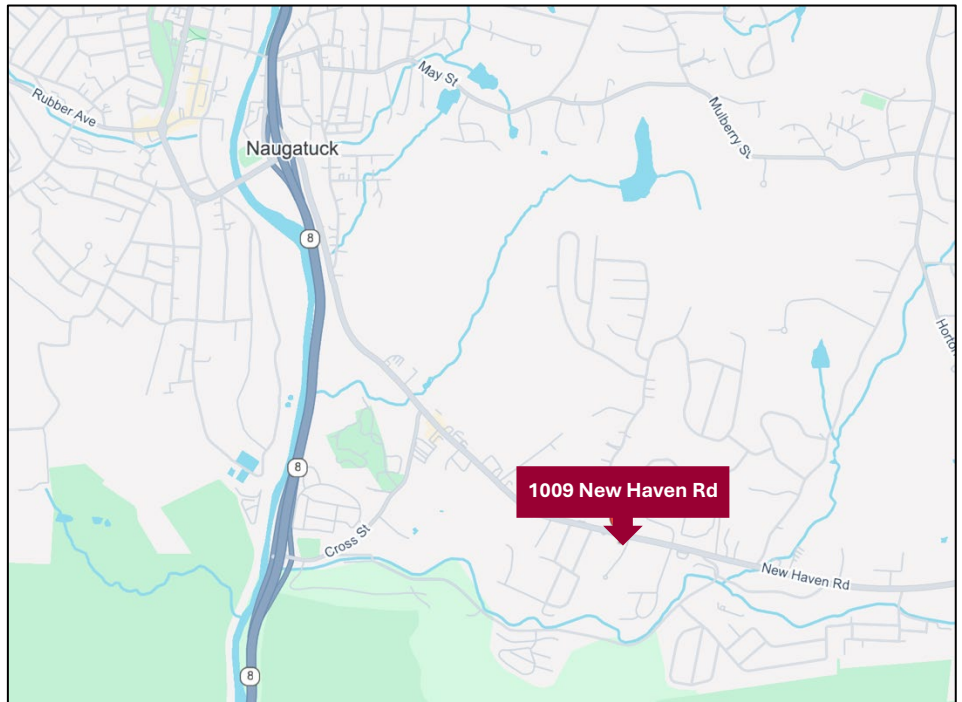 May St
Rubber Ave
Mulberry St
Naugatuck
8
Horton
8
1009 New Haven Rd
Cross St
New Haven Rd
8